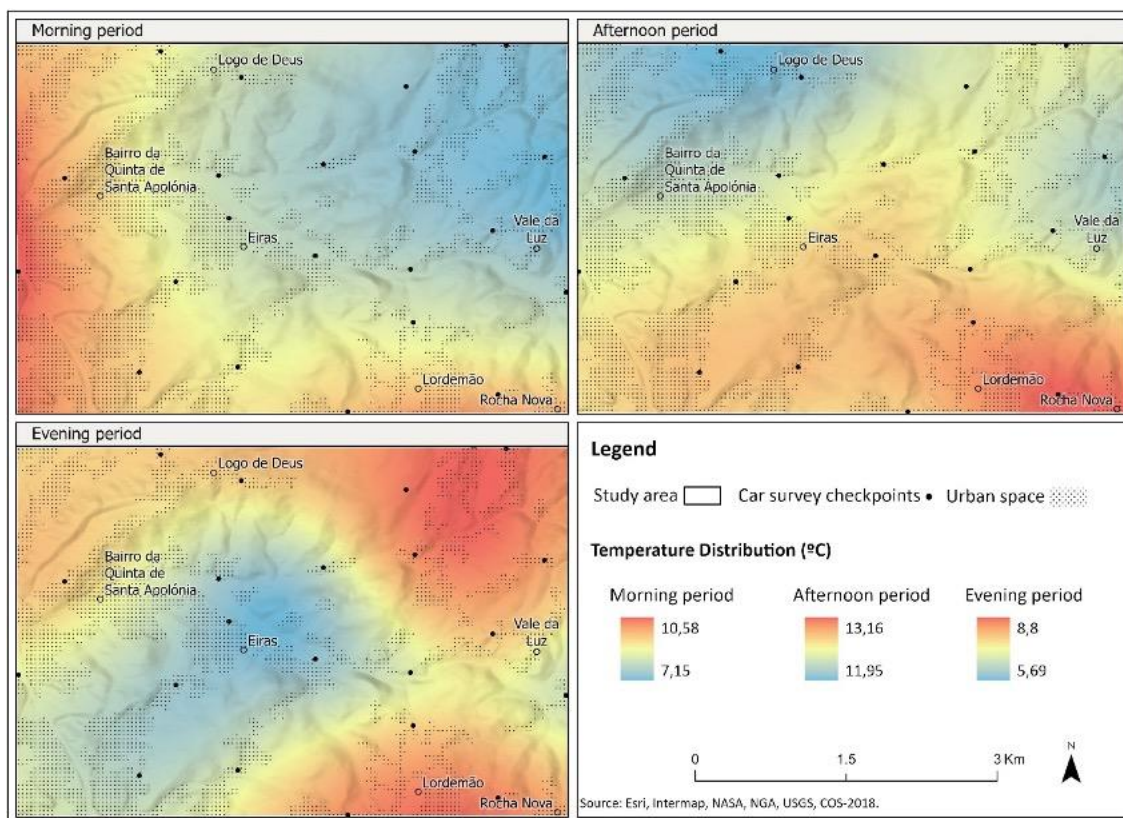 Morning period
Logo de Deus
Bairro da
Quinta de
Santa Apolónia
Eiras
Vale da
Luz
Lordemão
Rocha Nova
Afternoon period
Logo de Deus
Bairro da
Quinta de
Santa Apolónia
Eiras
Vale da
Luz
Lordemão
Rocha Nova
Evening period
Logo de Deus
Bairro da
Quinta de
Santa Apolónia
Eiras
Vale da
Luz
Lordemão
Rocha Nova
Legend
Study area Car survey checkpoints Urban space
Temperature Distribution (ºC)
Morning period Afternoon period Evening period
10,58 13,16 8,8
7,15 11,95 5,69
0 1.5 3 Km
N
Source: Esri, Intermap, NASA, NGA, USGS, COS-2018.